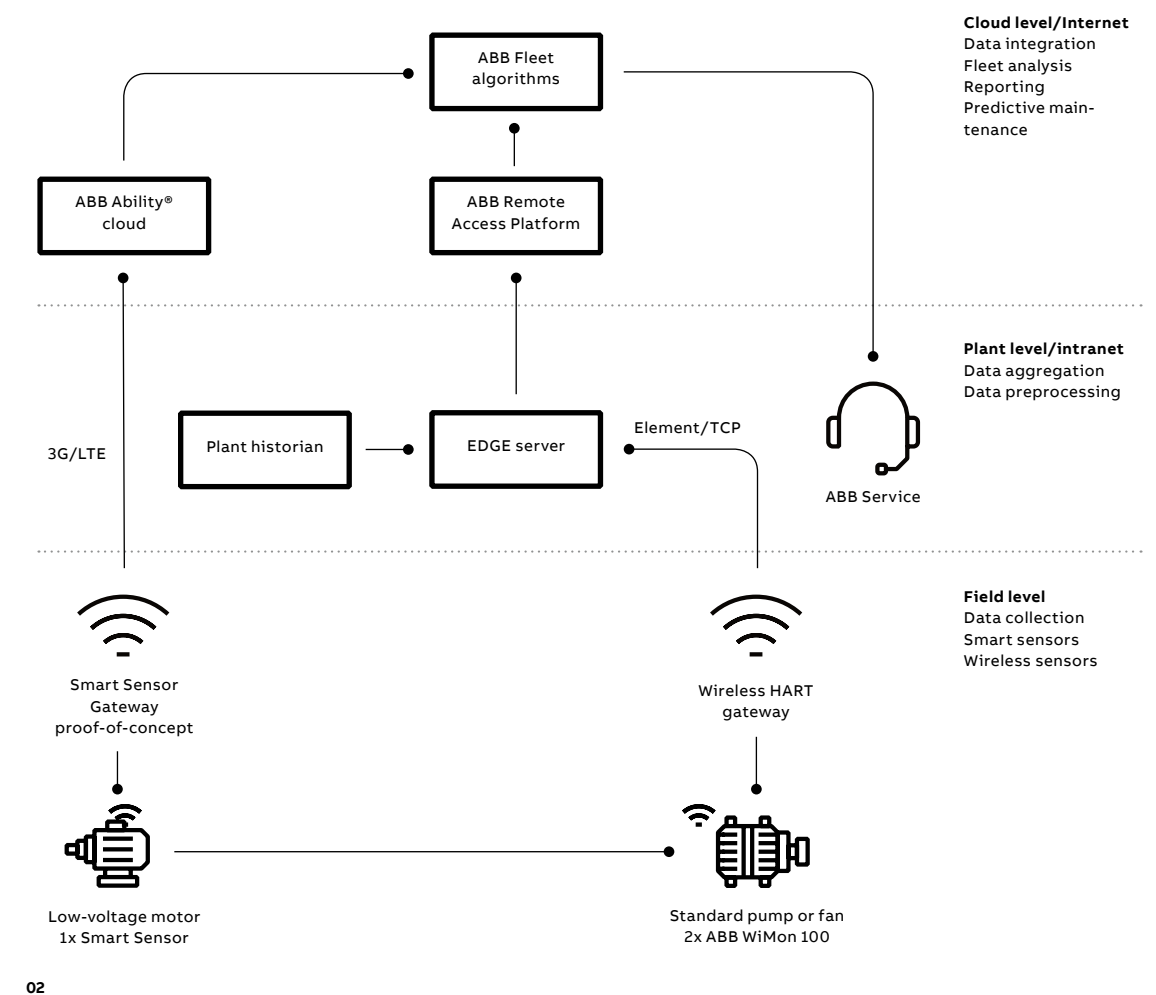 Cloud level/Internet
Data integration
Fleet analysis
Reporting
Predictive main-
tenance
ABB Fleet
algorithms
ABB Ability®
cloud
ABB Remote
Access Platform
Plant level/intranet
Data aggregation
Data preprocessing
3G/LTE
Plant historian
EDGE server
Element/TCP
ABB Service
Field level
Data collection
Smart sensors
Wireless sensors
Smart Sensor
Gateway
proof-of-concept
Wireless HART
gateway
Low-voltage motor
1x Smart Sensor
Standard pump or fan
2x ABB WiMon 100
02